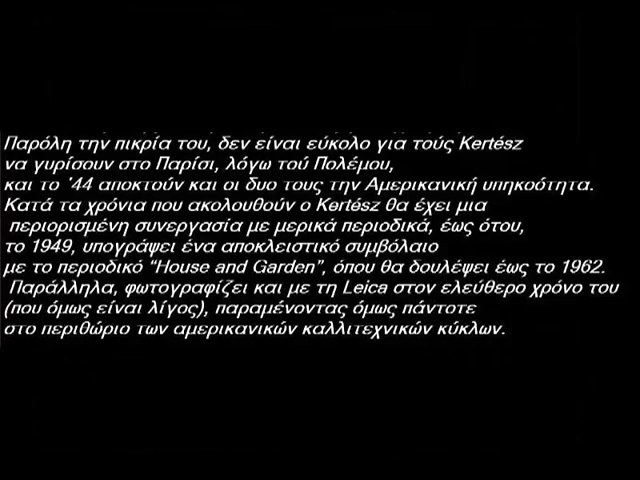 Παρόλη την πικρία του, δεν είναι εύκολο για τούς Kertész
να γυρίσουν στο Παρίσι, λόγω τού Πολέμου,
και το ΄44 αποκτούν και οι δυο τους την Αμερικανική υπηκοότητα.
Κατά τα χρόνια που ακολουθούν ο Kertész θα έχει μια
περιορισμένη συνεργασία με μερικά περιοδικά, έως ότου,
το 1949, υπογράψει ένα αποκλειστικό συμβόλαιο
με το περιοδικό "House and Garden", όπου θα δουλέψει έως το 1962.
Παράλληλα, φωτογραφίζει και με τη Leica στον ελεύθερο χρόνο του
(που όμως είναι λίγος), παραμένοντας όμως πάντοτε
στο περιθώριο των αμερικανικών καλλιτεχνικών κύκλων.